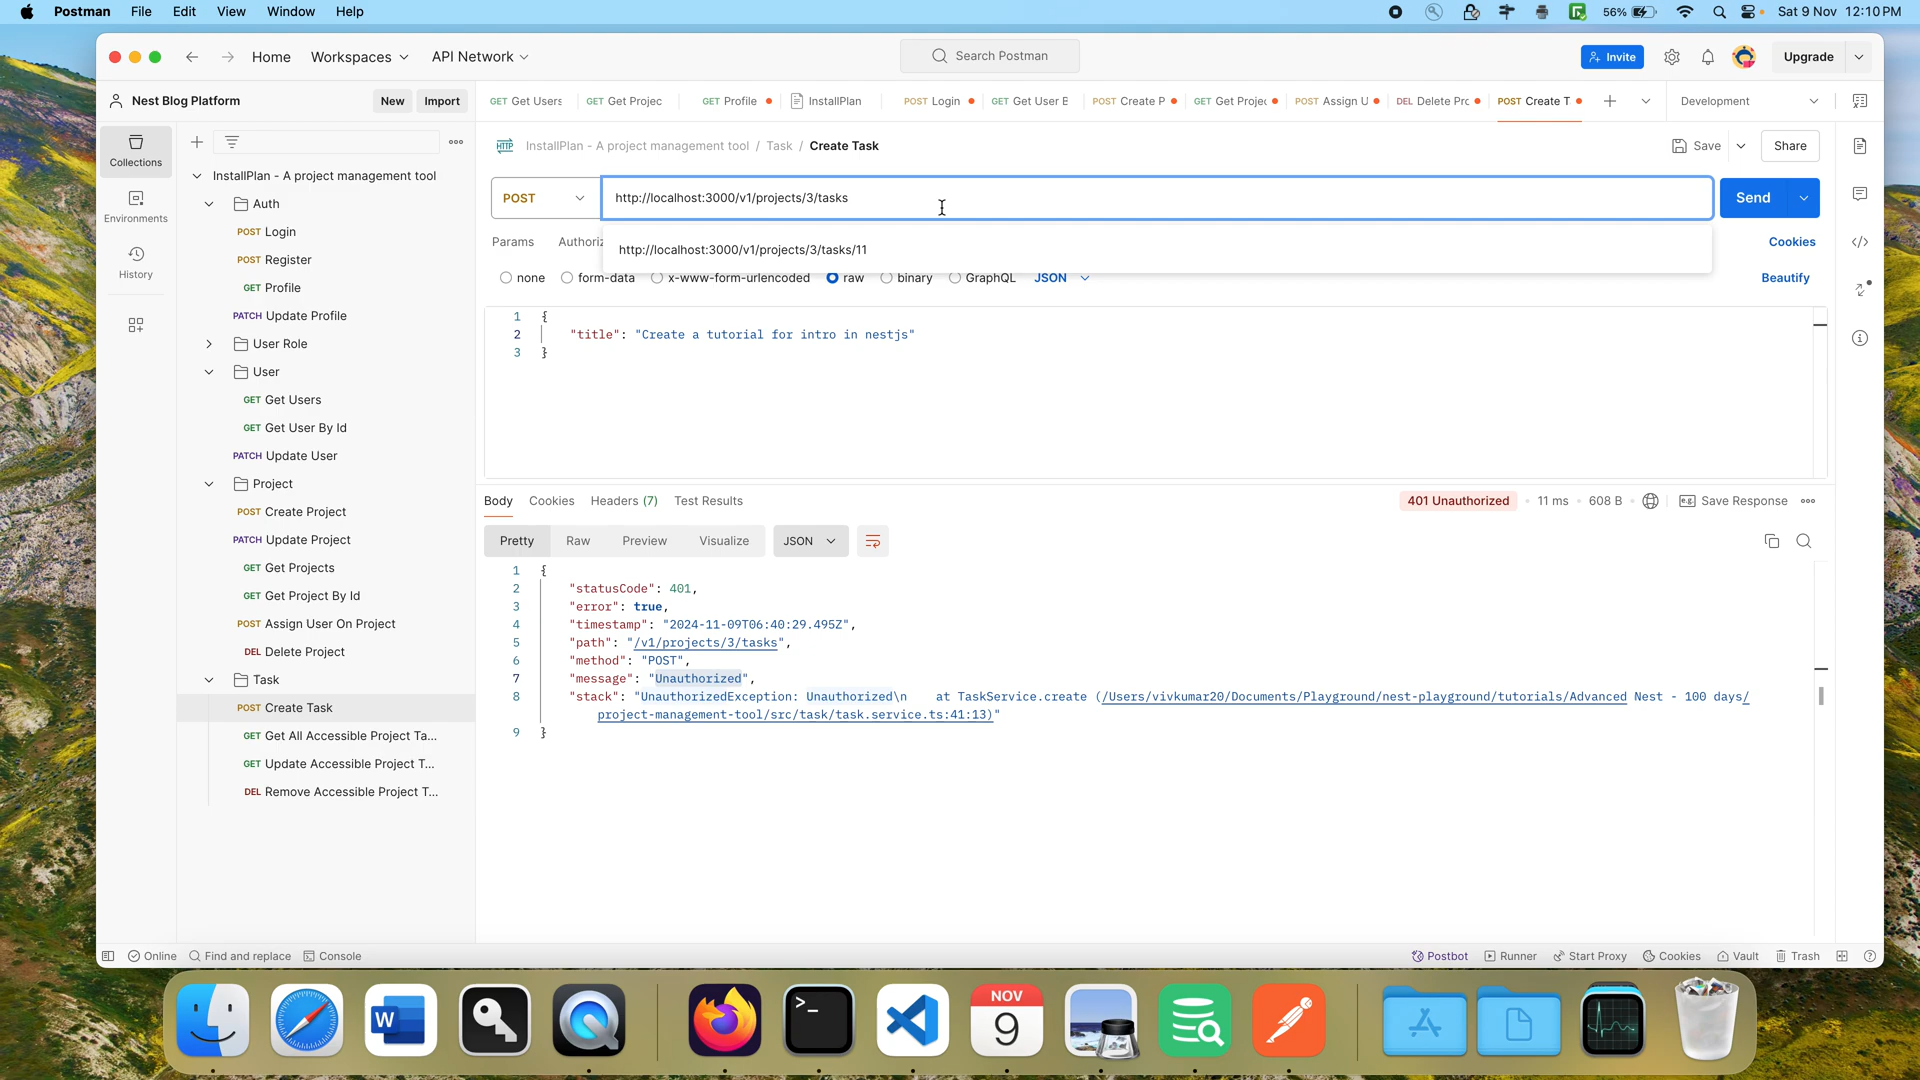 Postman File Edit View Window Help
56% Sat 9 Nov 12:10 PM
Home Workspaces API Network
Search Postman
Invite Upgrade
Nest Blog Platform New Import
GET Get Users GET Get Projec GET Profile InstallPlan POST Login GET Get User B POST Create P GET Get Projec POST Assign U DEL Delete Prc POST Create T + Development
Collections
Environments
History
InstallPlan - A project management tool
Auth
POST Login
POST Register
GET Profile
PATCH Update Profile
User Role
User
GET Get Users
GET Get User By Id
PATCH Update User
Project
POST Create Project
PATCH Update Project
GET Get Projects
GET Get Project By Id
POST Assign User On Project
DEL Delete Project
Task
POST Create Task
GET Get All Accessible Project Ta...
GET Update Accessible Project T...
DEL Remove Accessible Project T...
HTTP InstallPlan - A project management tool / Task / Create Task
Save Share
POST http://localhost:3000/v1/projects/3/tasks Send
Params Authoriz Cookies
http://localhost:3000/v1/projects/3/tasks/11
none form-data x-www-form-urlencoded raw binary GraphQL JSON Beautify
1 {
2 "title": "Create a tutorial for intro in nestjs"
3 }
Body Cookies Headers (7) Test Results
401 Unauthorized 11 ms 608 B e.g. Save Response
Pretty Raw Preview Visualize JSON
1 {
2 "statusCode": 401,
3 "error": true,
4 "timestamp": "2024-11-09T06:40:29.495Z",
5 "path": "/v1/projects/3/tasks",
6 "method": "POST",
7 "message": "Unauthorized",
8 "stack": "UnauthorizedException: Unauthorized\n    at TaskService.create (/Users/vivkumar20/Documents/Playground/nest-playground/tutorials/Advanced Nest - 100 days/
project-management-tool/src/task/task.service.ts:41:13)"
9 }
Online Find and replace Console
Postbot Runner Start Proxy Cookies Vault Trash
W
>_
NOV
9